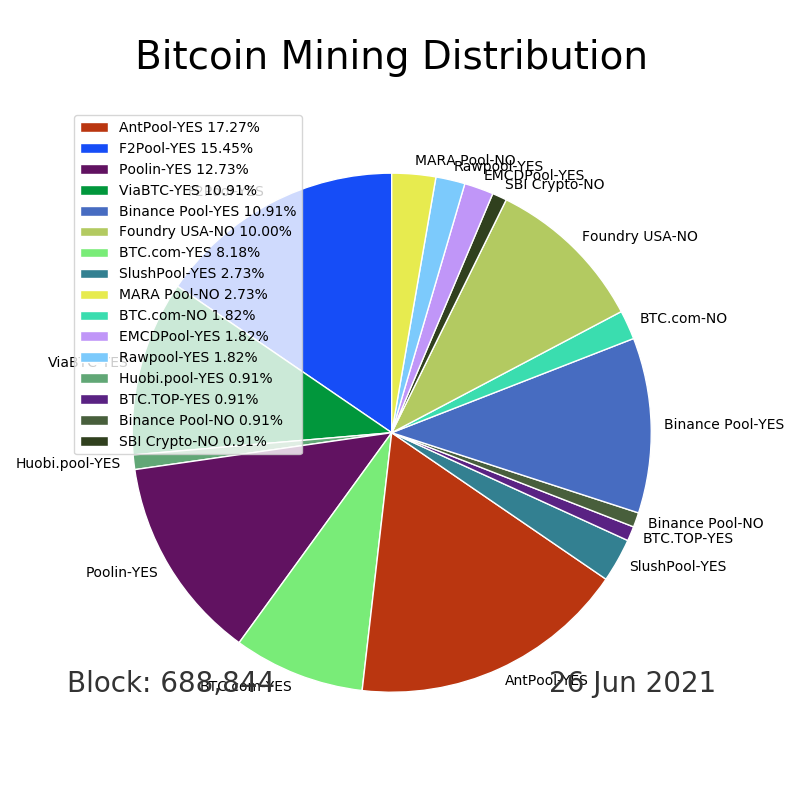 Bitcoin Mining Distribution
AntPool-YES 17.27%
F2Pool-YES 15.45%
Poolin-YES 12.73%
ViaBTC-YES 10.91%
Binance Pool-YES 10.91%
Foundry USA-NO 10.00%
BTC.com-YES 8.18%
SlushPool-YES 2.73%
MARA Pool-NO 2.73%
BTC.com-NO 1.82%
EMCDPool-YES 1.82%
Rawpool-YES 1.82%
Huobi.pool-YES 0.91%
BTC.TOP-YES 0.91%
Binance Pool-NO 0.91%
SBI Crypto-NO 0.91%
MARA Pool-NO
Rawpool-YES
EMCDPool-YES
SBI Crypto-NO
Foundry USA-NO
BTC.com-NO
Binance Pool-YES
Binance Pool-NO
BTC.TOP-YES
SlushPool-YES
AntPool-YES
BTC.com-YES
Poolin-YES
Huobi.pool-YES
ViaBTC-YES
Block: 688,844
26 Jun 2021